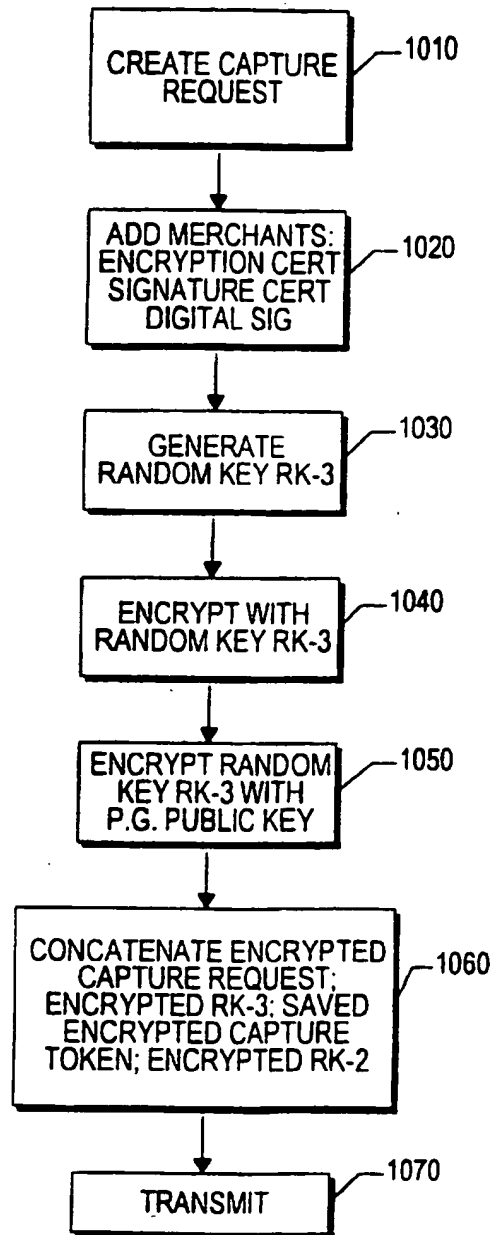 CREATE CAPTURE
REQUEST
1010
ADD MERCHANTS:
ENCRYPTION CERT
SIGNATURE CERT
DIGITAL SIG
1020
GENERATE
RANDOM KEY RK-3
1030
ENCRYPT WITH
RANDOM KEY RK-3
1040
ENCRYPT RANDOM
KEY RK-3 WITH
P.G. PUBLIC KEY
1050
CONCATENATE ENCRYPTED
CAPTURE REQUEST;
ENCRYPTED RK-3; SAVED
ENCRYPTED CAPTURE
TOKEN; ENCRYPTED RK-2
1060
TRANSMIT
1070